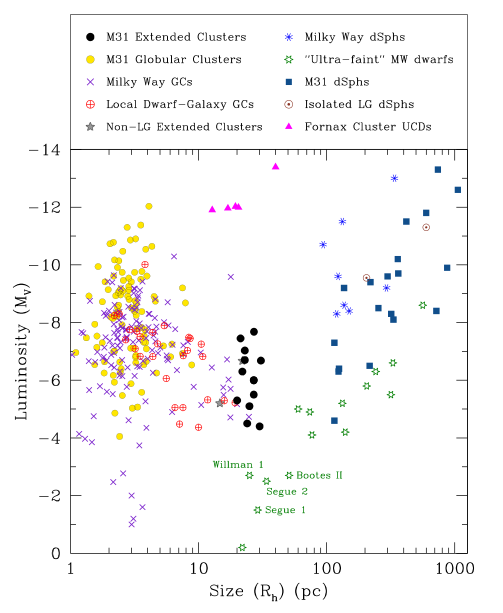 M31 Extended Clusters
M31 Globular Clusters
Milky Way GCs
Local Dwarf-Galaxy GCs
Non-LG Extended Clusters
Milky Way dSphs
"Ultra-faint" MW dwarfs
M31 dSphs
Isolated LG dSphs
Fornax Cluster UCDs
-14
-12
-10
-8
-6
-4
-2
0
Luminosity (M_V)
Willman 1
Bootes II
Segue 2
Segue 1
1 10 100 1000
Size (R_h) (pc)